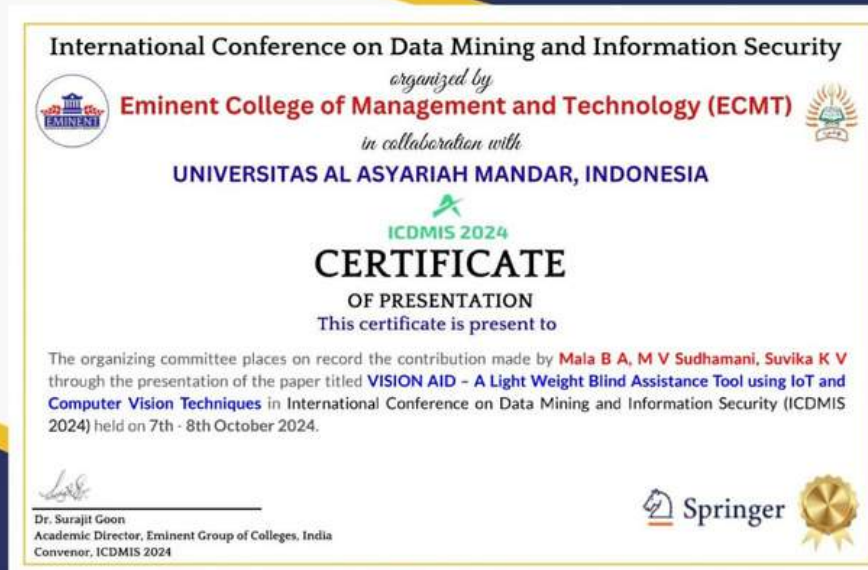 International Conference on Data Mining and Information Security
organized by
Eminent College of Management and Technology (ECMT)
EMINENT
in collaboration with
UNIVERSITAS AL ASYARIAH MANDAR, INDONESIA
ICDMIS 2024
CERTIFICATE
OF PRESENTATION
This certificate is present to
The organizing committee places on record the contribution made by Mala B A, M V Sudhamani, Suvika K V
through the presentation of the paper titled VISION AID – A Light Weight Blind Assistance Tool using IoT and
Computer Vision Techniques in International Conference on Data Mining and Information Security (ICDMIS
2024) held on 7th - 8th October 2024.
Dr. Surajit Goon
Academic Director, Eminent Group of Colleges, India
Convenor, ICDMIS 2024
Springer